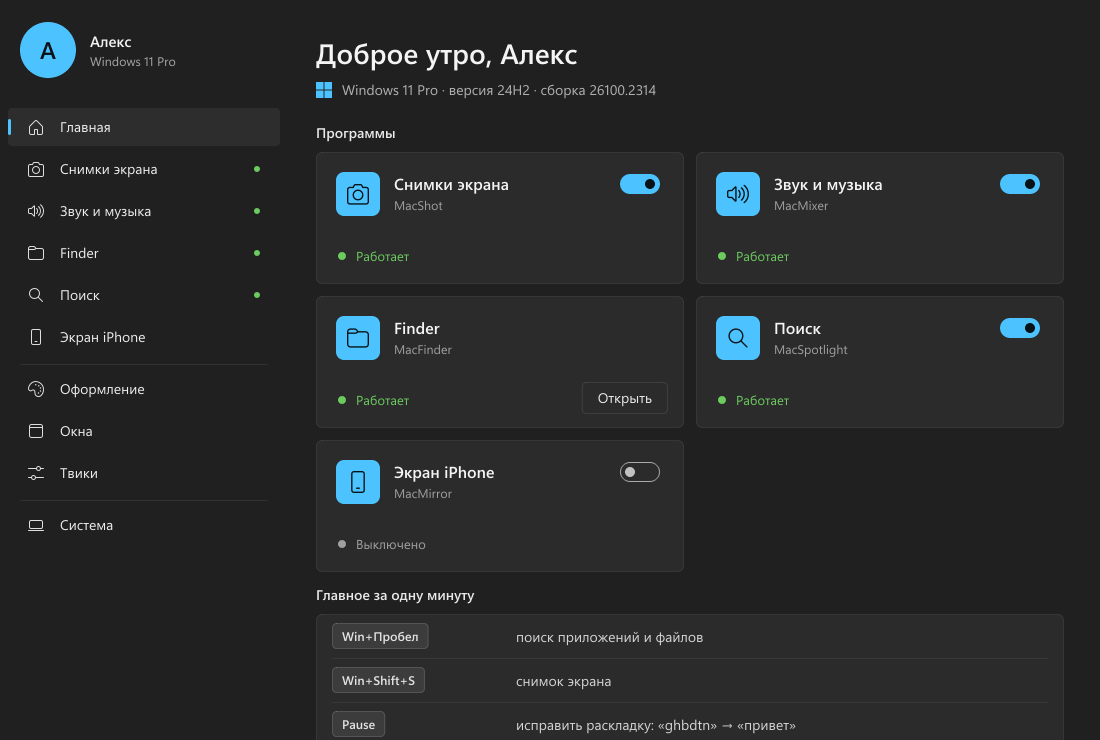 A
Алекс
Windows 11 Pro
Главная
Снимки экрана
Звук и музыка
Finder
Поиск
Экран iPhone
Оформление
Окна
Твики
Система
Доброе утро, Алекс
Windows 11 Pro · версия 24H2 · сборка 26100.2314
Программы
Снимки экрана
MacShot
Работает
Звук и музыка
MacMixer
Работает
Finder
MacFinder
Работает
Открыть
Поиск
MacSpotlight
Работает
Экран iPhone
MacMirror
Выключено
Главное за одну минуту
Win+Пробел поиск приложений и файлов
Win+Shift+S снимок экрана
Pause исправить раскладку: «ghbdtn» → «привет»